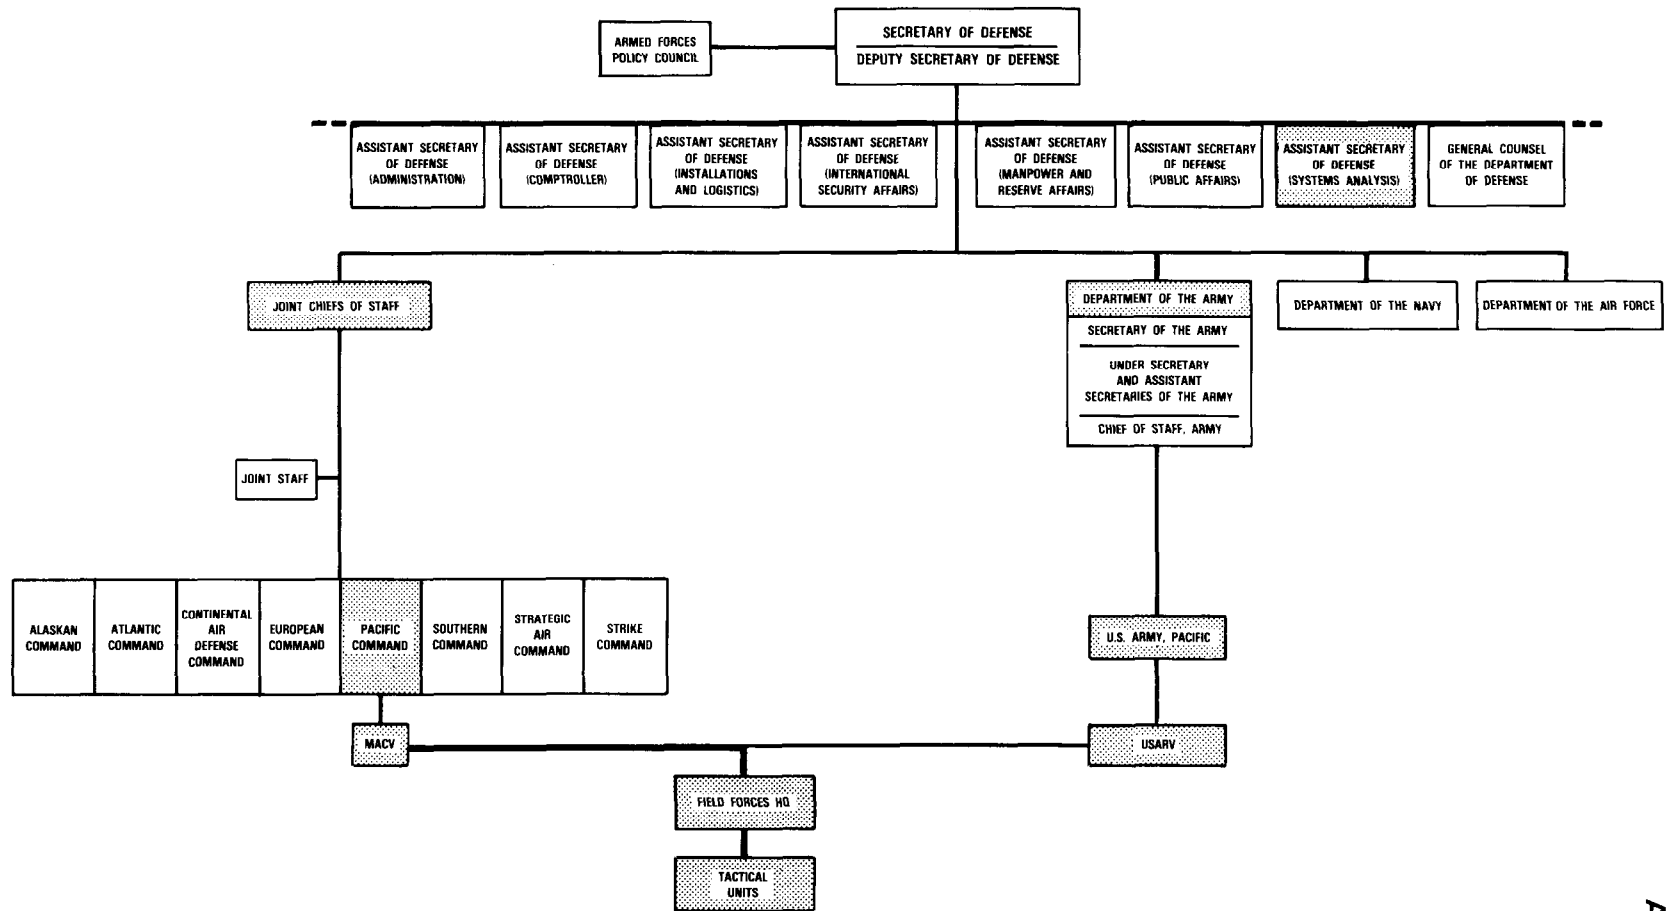 ARMED FORCES
POLICY COUNCIL
SECRETARY OF DEFENSE
DEPUTY SECRETARY OF DEFENSE
ASSISTANT SECRETARY
OF DEFENSE
(ADMINISTRATION)
ASSISTANT SECRETARY
OF DEFENSE
(COMPTROLLER)
ASSISTANT SECRETARY
OF DEFENSE
(INSTALLATIONS
AND LOGISTICS)
ASSISTANT SECRETARY
OF DEFENSE
(INTERNATIONAL
SECURITY AFFAIRS)
ASSISTANT SECRETARY
OF DEFENSE
(MANPOWER AND
RESERVE AFFAIRS)
ASSISTANT SECRETARY
OF DEFENSE
(PUBLIC AFFAIRS)
ASSISTANT SECRETARY
OF DEFENSE
(SYSTEMS ANALYSIS)
GENERAL COUNSEL
OF THE DEPARTMENT
OF DEFENSE
JOINT CHIEFS OF STAFF
DEPARTMENT OF THE ARMY
SECRETARY OF THE ARMY
UNDER SECRETARY
AND ASSISTANT
SECRETARIES OF THE ARMY
CHIEF OF STAFF, ARMY
DEPARTMENT OF THE NAVY
DEPARTMENT OF THE AIR FORCE
JOINT STAFF
ALASKAN
COMMAND
ATLANTIC
COMMAND
CONTINENTAL
AIR
DEFENSE
COMMAND
EUROPEAN
COMMAND
PACIFIC
COMMAND
SOUTHERN
COMMAND
STRATEGIC
AIR
COMMAND
STRIKE
COMMAND
U.S. ARMY, PACIFIC
MACV
USARV
FIELD FORCES HQ
TACTICAL
UNITS